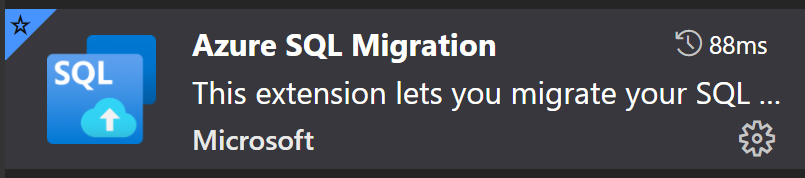 SQL
Azure SQL Migration 88ms
This extension lets you migrate your SQL ...
Microsoft